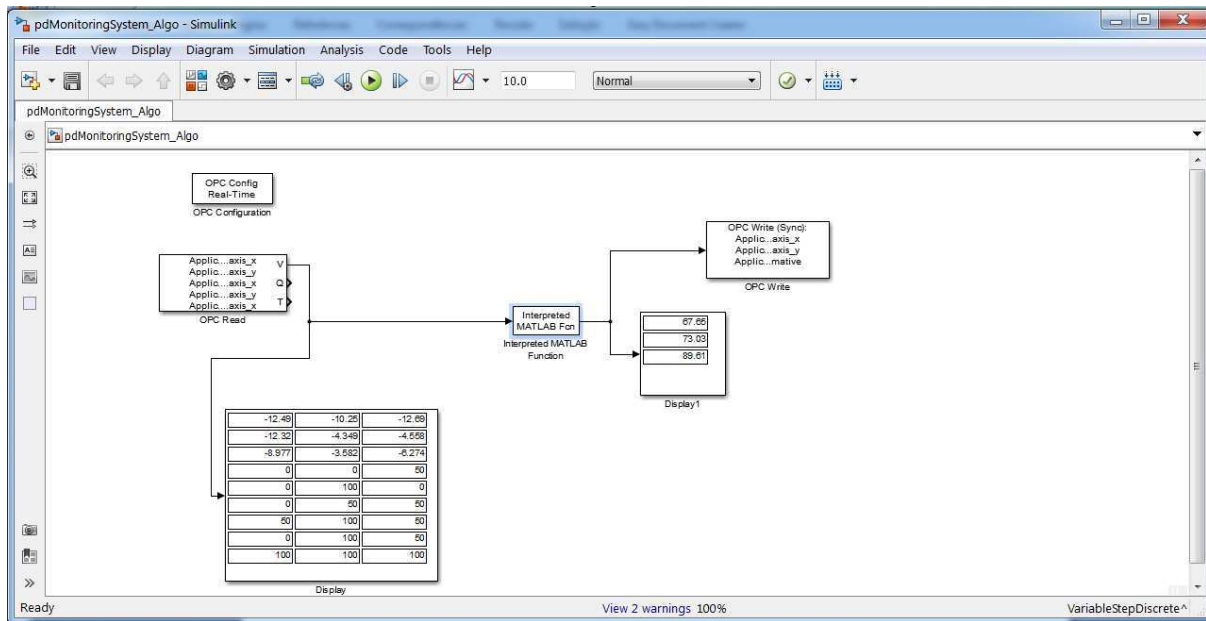 pdMonitoringSystem_Algo - Simulink
File Edit View Display Diagram Simulation Analysis Code Tools Help
10.0 Normal
pdMonitoringSystem_Algo
pdMonitoringSystem_Algo
OPC Config
Real-Time
OPC Configuration
Applic....axis_x
Applic....axis_y
Applic....axis_x
Applic....axis_y
Applic....axis_x
V
Q
T
OPC Read
Interpreted
MATLAB Fcn
Interpreted MATLAB
Function
OPC Write (Sync):
Applic...axis_x
Applic...axis_y
Applic...mative
OPC Write
67.65
73.03
89.61
Display1
-12.49 -10.25 -12.69
-12.32 -4.349 -4.558
-8.977 -3.582 -6.274
0 0 50
0 100 0
0 50 50
50 100 50
0 100 50
100 100 100
Display
Ready View 2 warnings 100% VariableStepDiscrete^